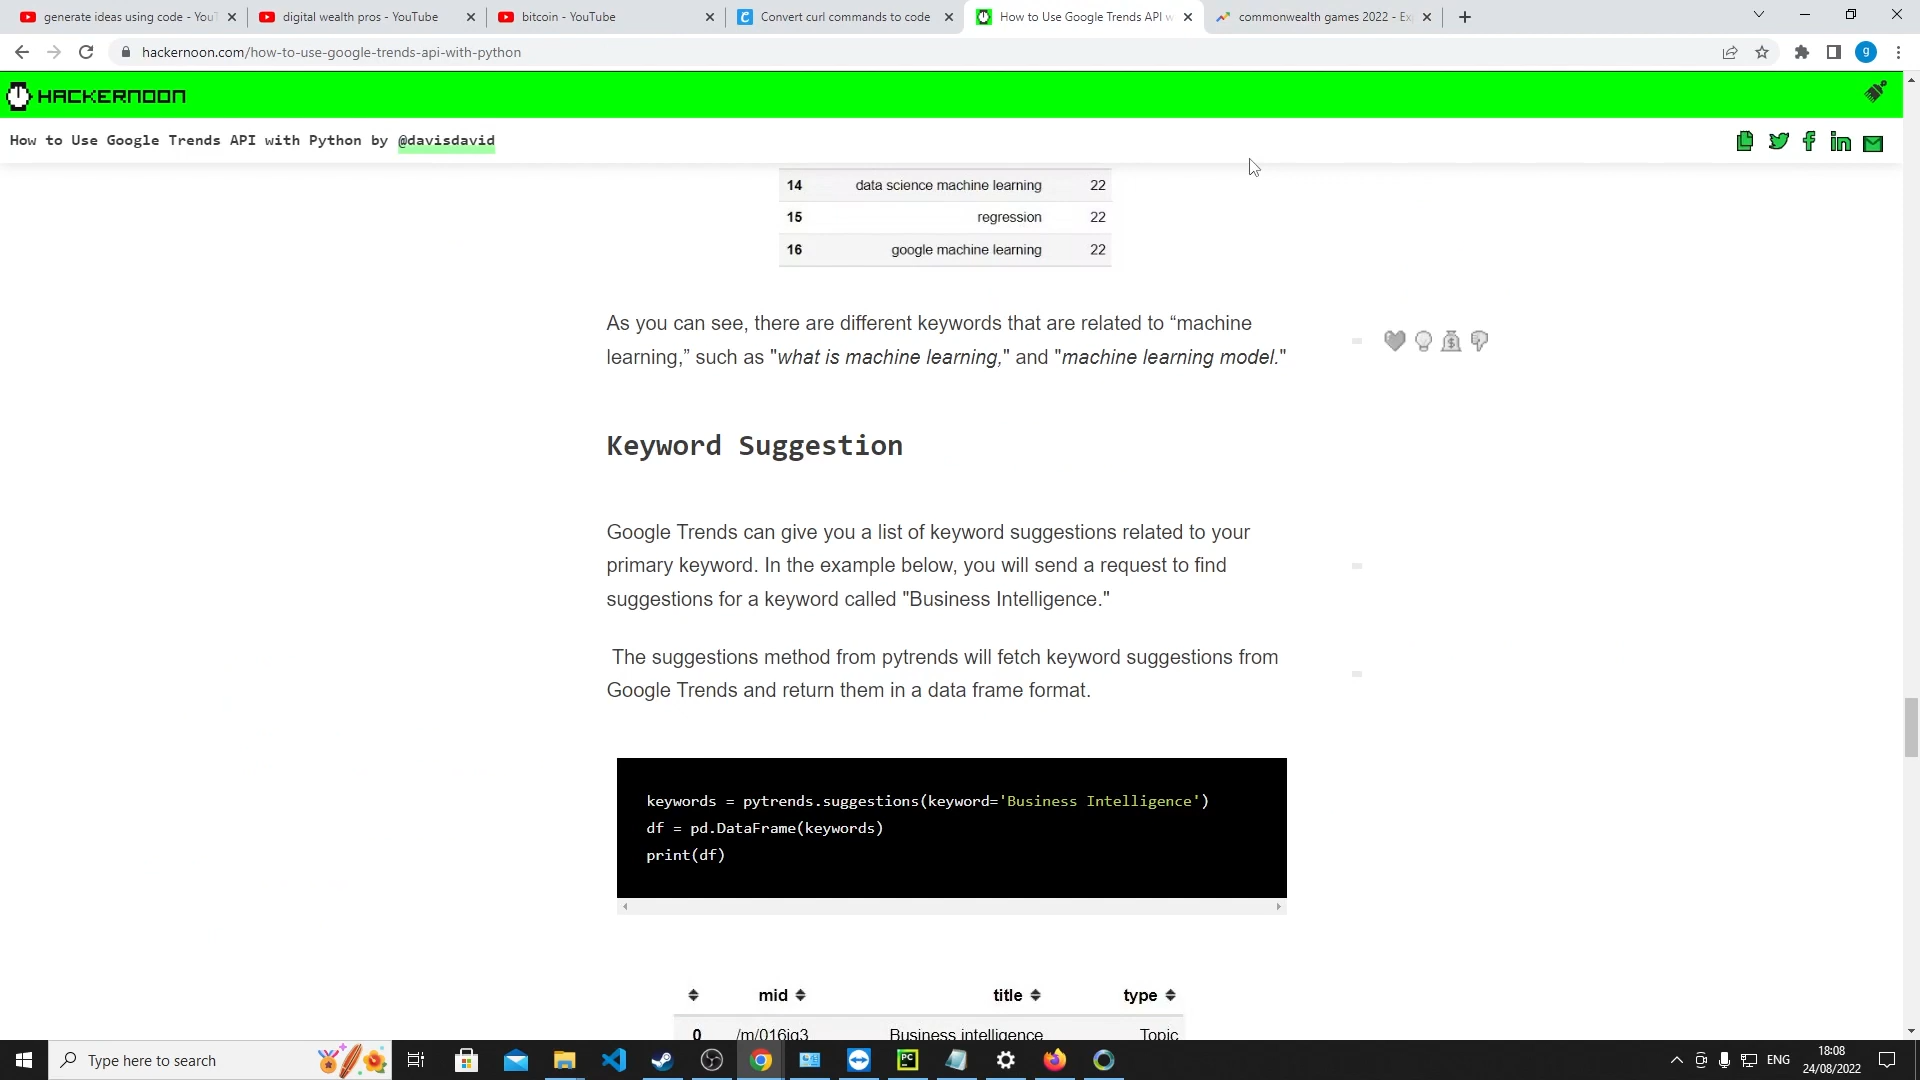 generate ideas using code - YouT
digital wealth pros - YouTube
bitcoin - YouTube
Convert curl commands to code
How to Use Google Trends API w
commonwealth games 2022 - Ex
hackernoon.com/how-to-use-google-trends-api-with-python
g
HACKERNOON
How to Use Google Trends API with Python by @davisdavid
14 data science machine learning 22
15 regression 22
16 google machine learning 22
As you can see, there are different keywords that are related to “machine
learning,” such as "what is machine learning," and "machine learning model."
Keyword Suggestion
Google Trends can give you a list of keyword suggestions related to your
primary keyword. In the example below, you will send a request to find
suggestions for a keyword called "Business Intelligence."
The suggestions method from pytrends will fetch keyword suggestions from
Google Trends and return them in a data frame format.
keywords = pytrends.suggestions(keyword='Business Intelligence')
df = pd.DataFrame(keywords)
print(df)
mid title type
0 /m/016jq3 Business intelligence Topic
Type here to search
ENG
18:08
24/08/2022